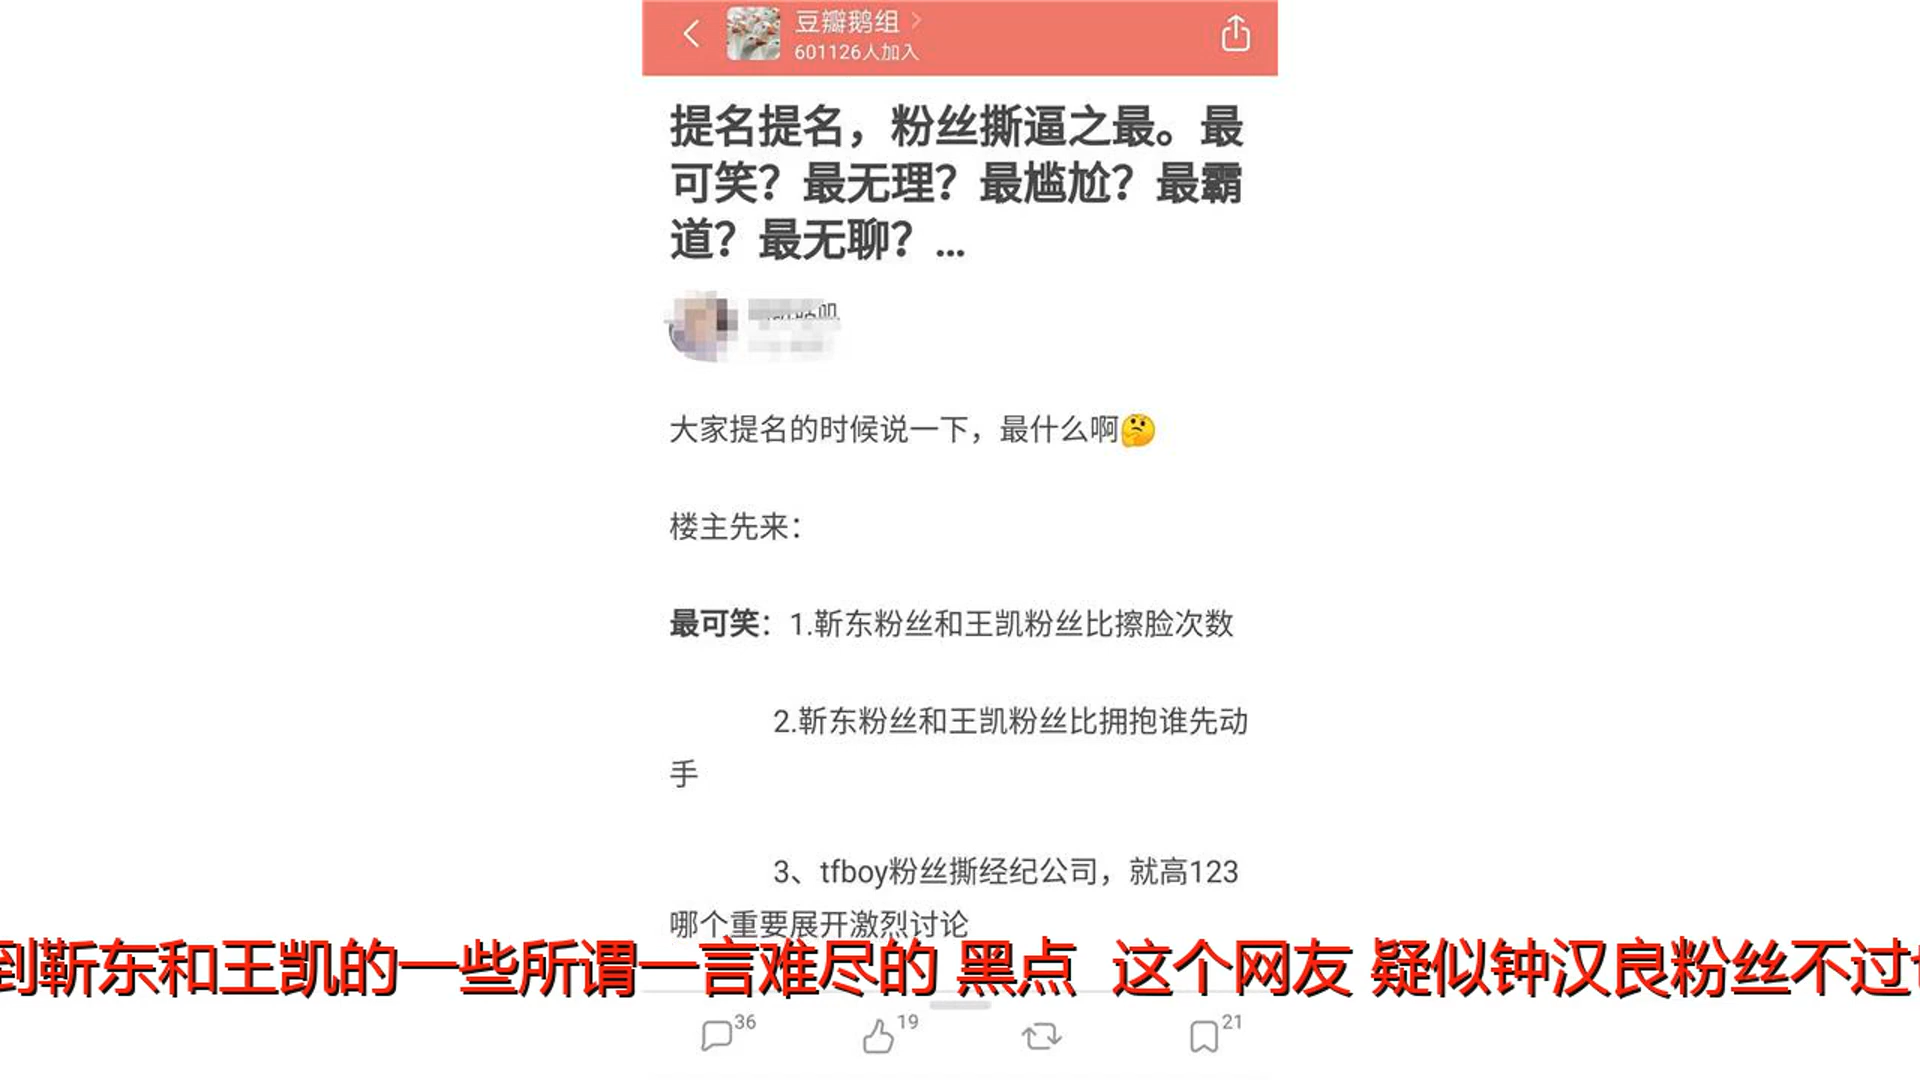 豆瓣鹅组
601126人加入
提名提名，粉丝撕逼之最。最
可笑？最无理？最尴尬？最霸
道？最无聊？...
大家提名的时候说一下，最什么啊🤔
楼主先来：
最可笑：1.靳东粉丝和王凯粉丝比擦脸次数
2.靳东粉丝和王凯粉丝比拥抱谁先动
手
3、tfboy粉丝撕经纪公司，就高123
哪个重要展开激烈讨论
到靳东和王凯的一些所谓一言难尽的 黑点 这个网友 疑似钟汉良粉丝不过
36
19
21